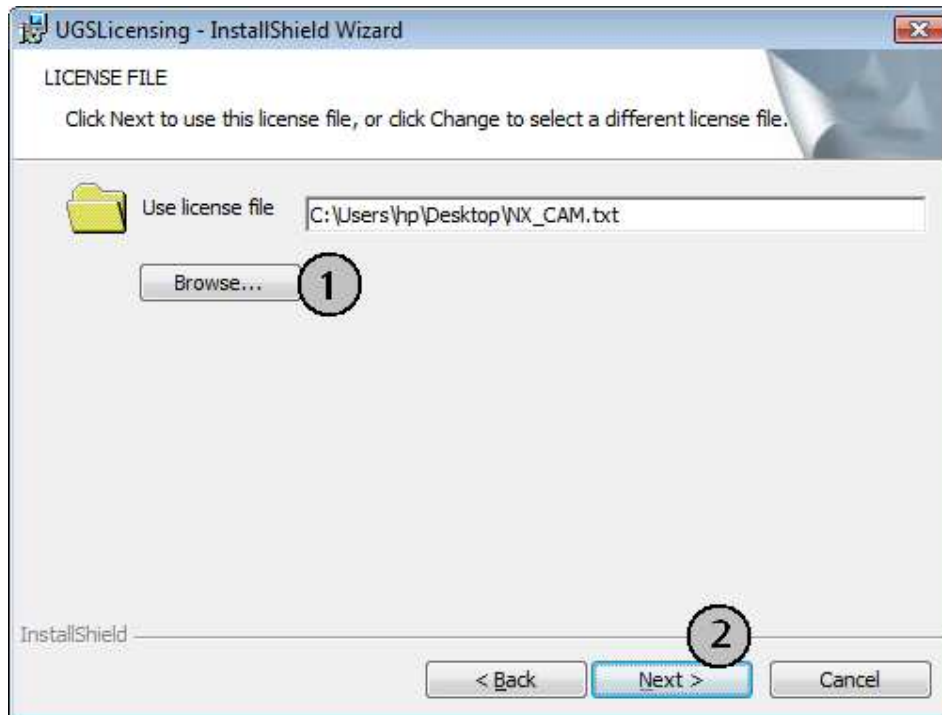 UGSLicensing - InstallShield Wizard
LICENSE FILE
Click Next to use this license file, or click Change to select a different license file.
Use license file
C:\Users\hp\Desktop\NX_CAM.txt
Browse...
1
InstallShield
2
< Back
Next >
Cancel